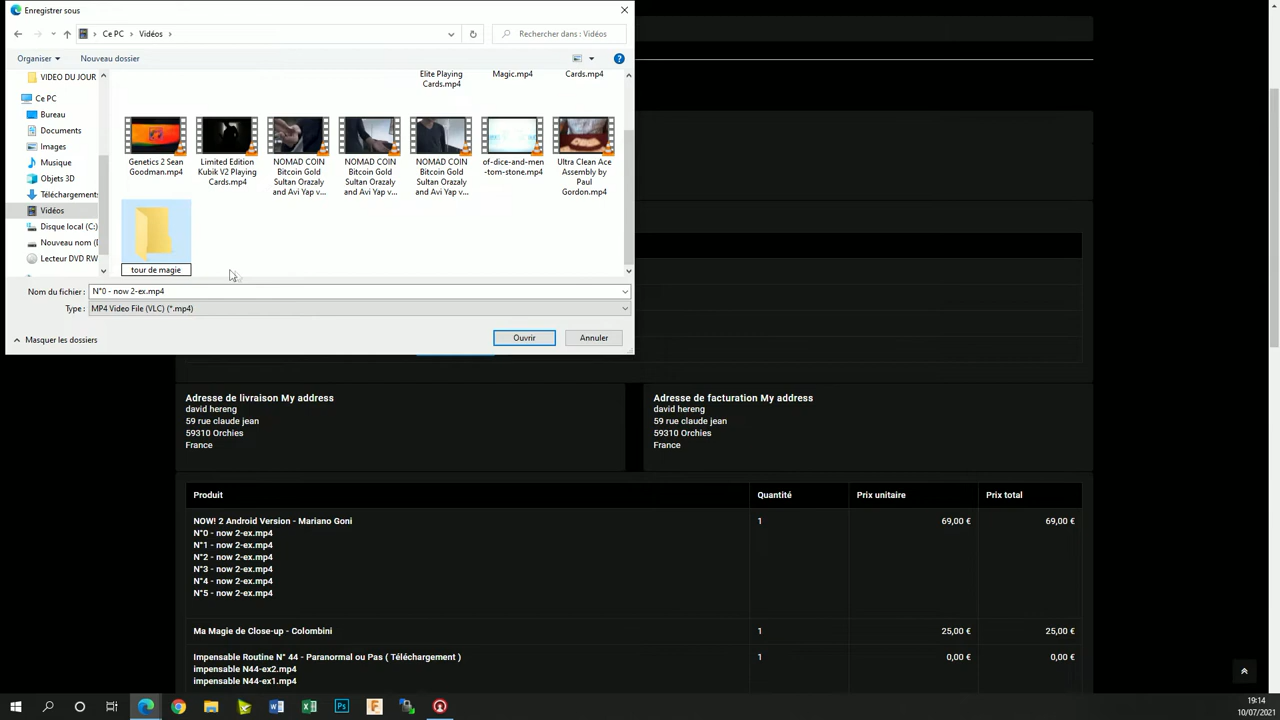 Enregistrer sous
Ce PC
Vidéos
Rechercher dans : Vidéos
Organiser
Nouveau dossier
VIDEO DU JOUR
Ce PC
Bureau
Documents
Images
Musique
Objets 3D
Téléchargements
Vidéos
Disque local (C:)
Nouveau nom (
Lecteur DVD RW
Elite Playing
Cards.mp4
Magic.mp4
Cards.mp4
Genetics 2 Sean
Goodman.mp4
Limited Edition
Kubik V2 Playing
Cards.mp4
NOMAD COIN
Bitcoin Gold
Sultan Orazaly
and Avi Yap v...
NOMAD COIN
Bitcoin Gold
Sultan Orazaly
and Avi Yap v...
NOMAD COIN
Bitcoin Gold
Sultan Orazaly
and Avi Yap v...
of-dice-and-men
-tom-stone.mp4
Ultra Clean Ace
Assembly by
Paul
Gordon.mp4
tour de magie
Nom du fichier :
N°0 - now 2-ex.mp4
Type :
MP4 Video File (VLC) (*.mp4)
Masquer les dossiers
Ouvrir
Annuler
Adresse de livraison My address
david hereng
59 rue claude jean
59310 Orchies
France
Adresse de facturation My address
david hereng
59 rue claude jean
59310 Orchies
France
Produit Quantité Prix unitaire Prix total
NOW! 2 Android Version - Mariano Goni 1 69,00 € 69,00 €
N°0 - now 2-ex.mp4
N°1 - now 2-ex.mp4
N°2 - now 2-ex.mp4
N°3 - now 2-ex.mp4
N°4 - now 2-ex.mp4
N°5 - now 2-ex.mp4
Ma Magie de Close-up - Colombini 1 25,00 € 25,00 €
Impensable Routine N° 44 - Paranormal ou Pas ( Téléchargement ) 1 0,00 € 0,00 €
impensable N44-ex2.mp4
impensable N44-ex1.mp4
19:14
10/07/2021